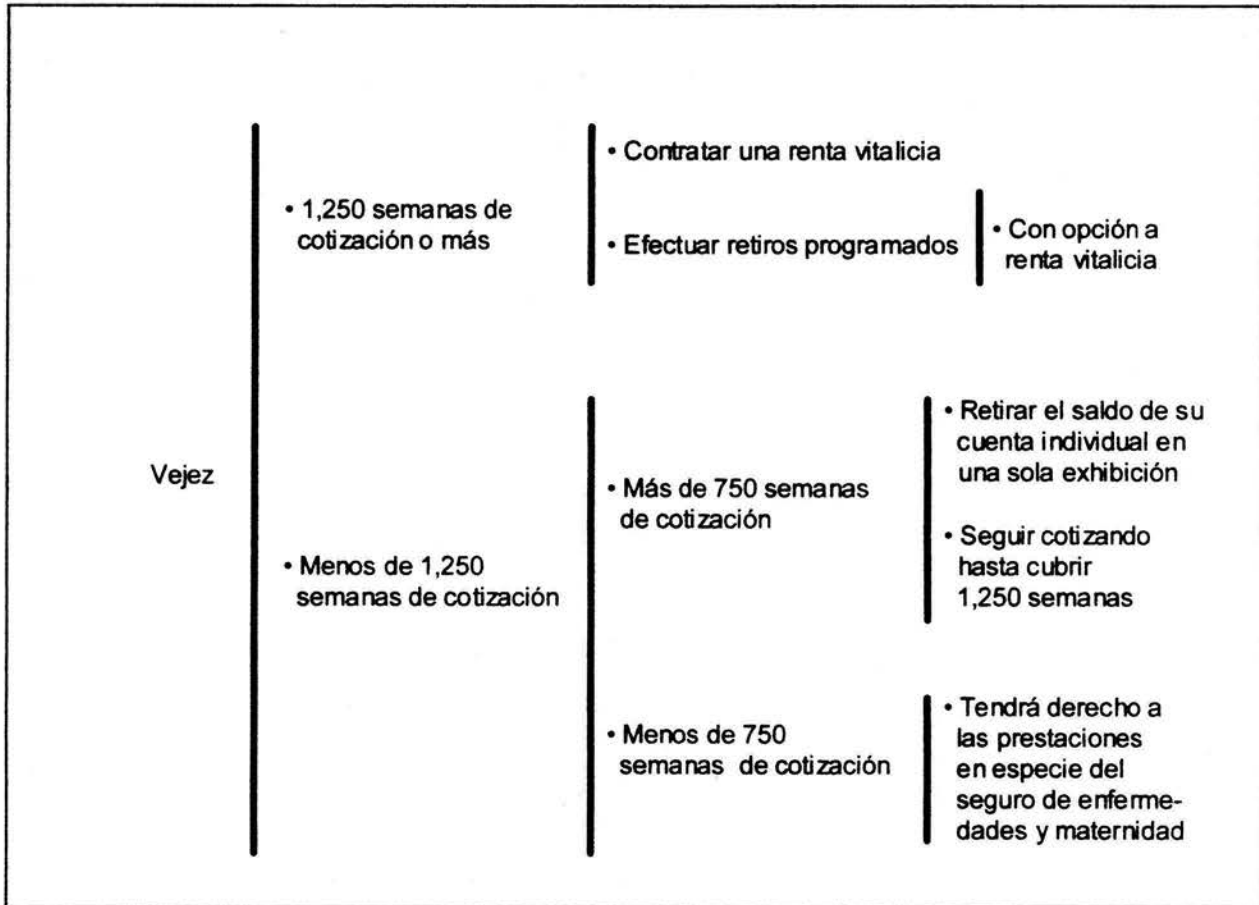 Vejez
• 1,250 semanas de
cotización o más
• Contratar una renta vitalicia
• Efectuar retiros programados
• Con opción a
renta vitalicia
• Menos de 1,250
semanas de cotización
• Más de 750 semanas
de cotización
• Retirar el saldo de su
cuenta individual en
una sola exhibición
• Seguir cotizando
hasta cubrir
1,250 semanas
• Menos de 750
semanas de cotización
• Tendrá derecho a
las prestaciones
en especie del
seguro de enferme-
dades y maternidad